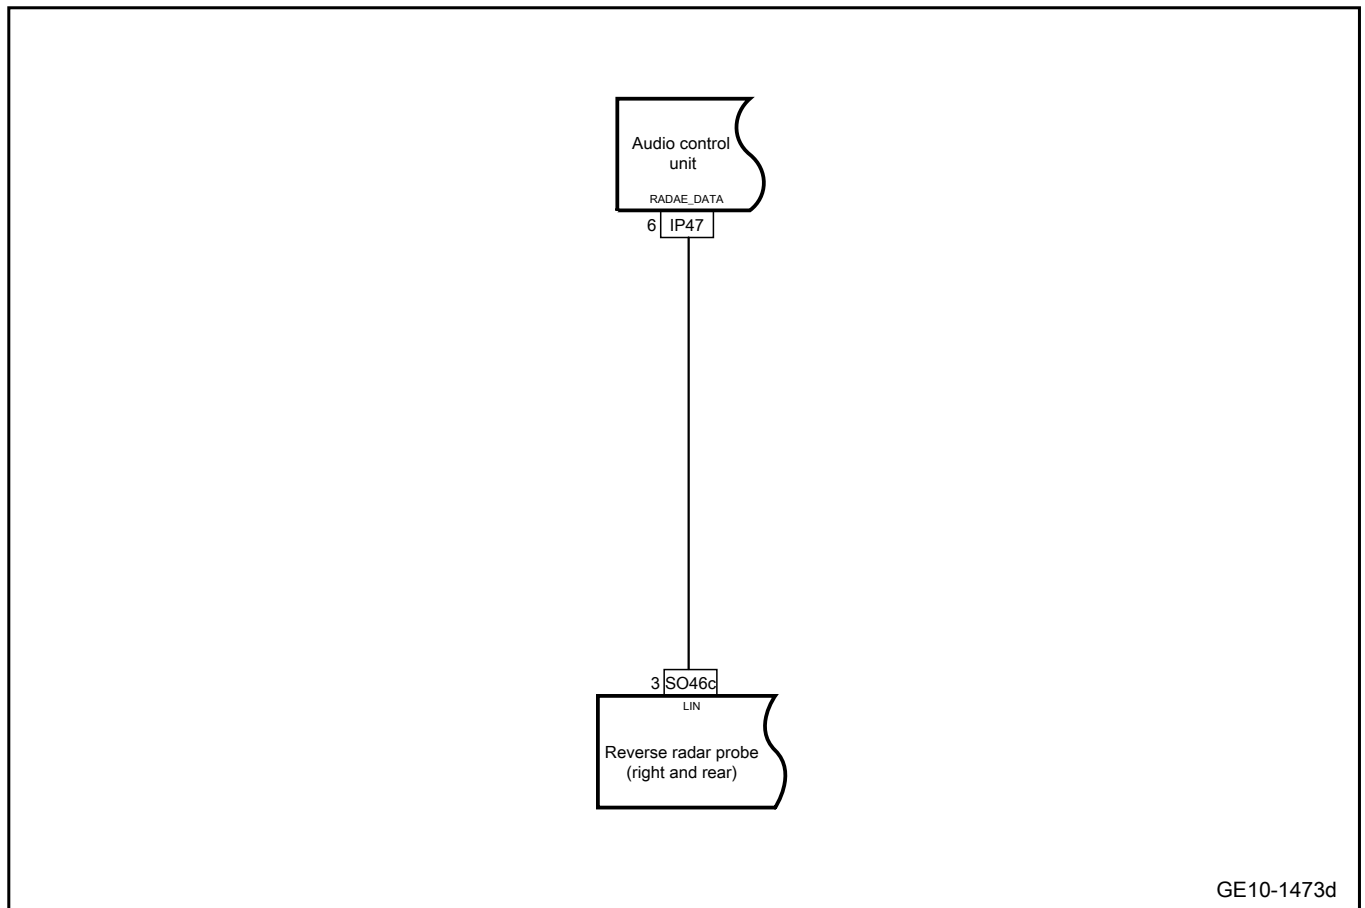 Audio control
unit
RADAE_DATA
6 IP47
3 SO46c
LIN
Reverse radar probe
(right and rear)
GE10-1473d